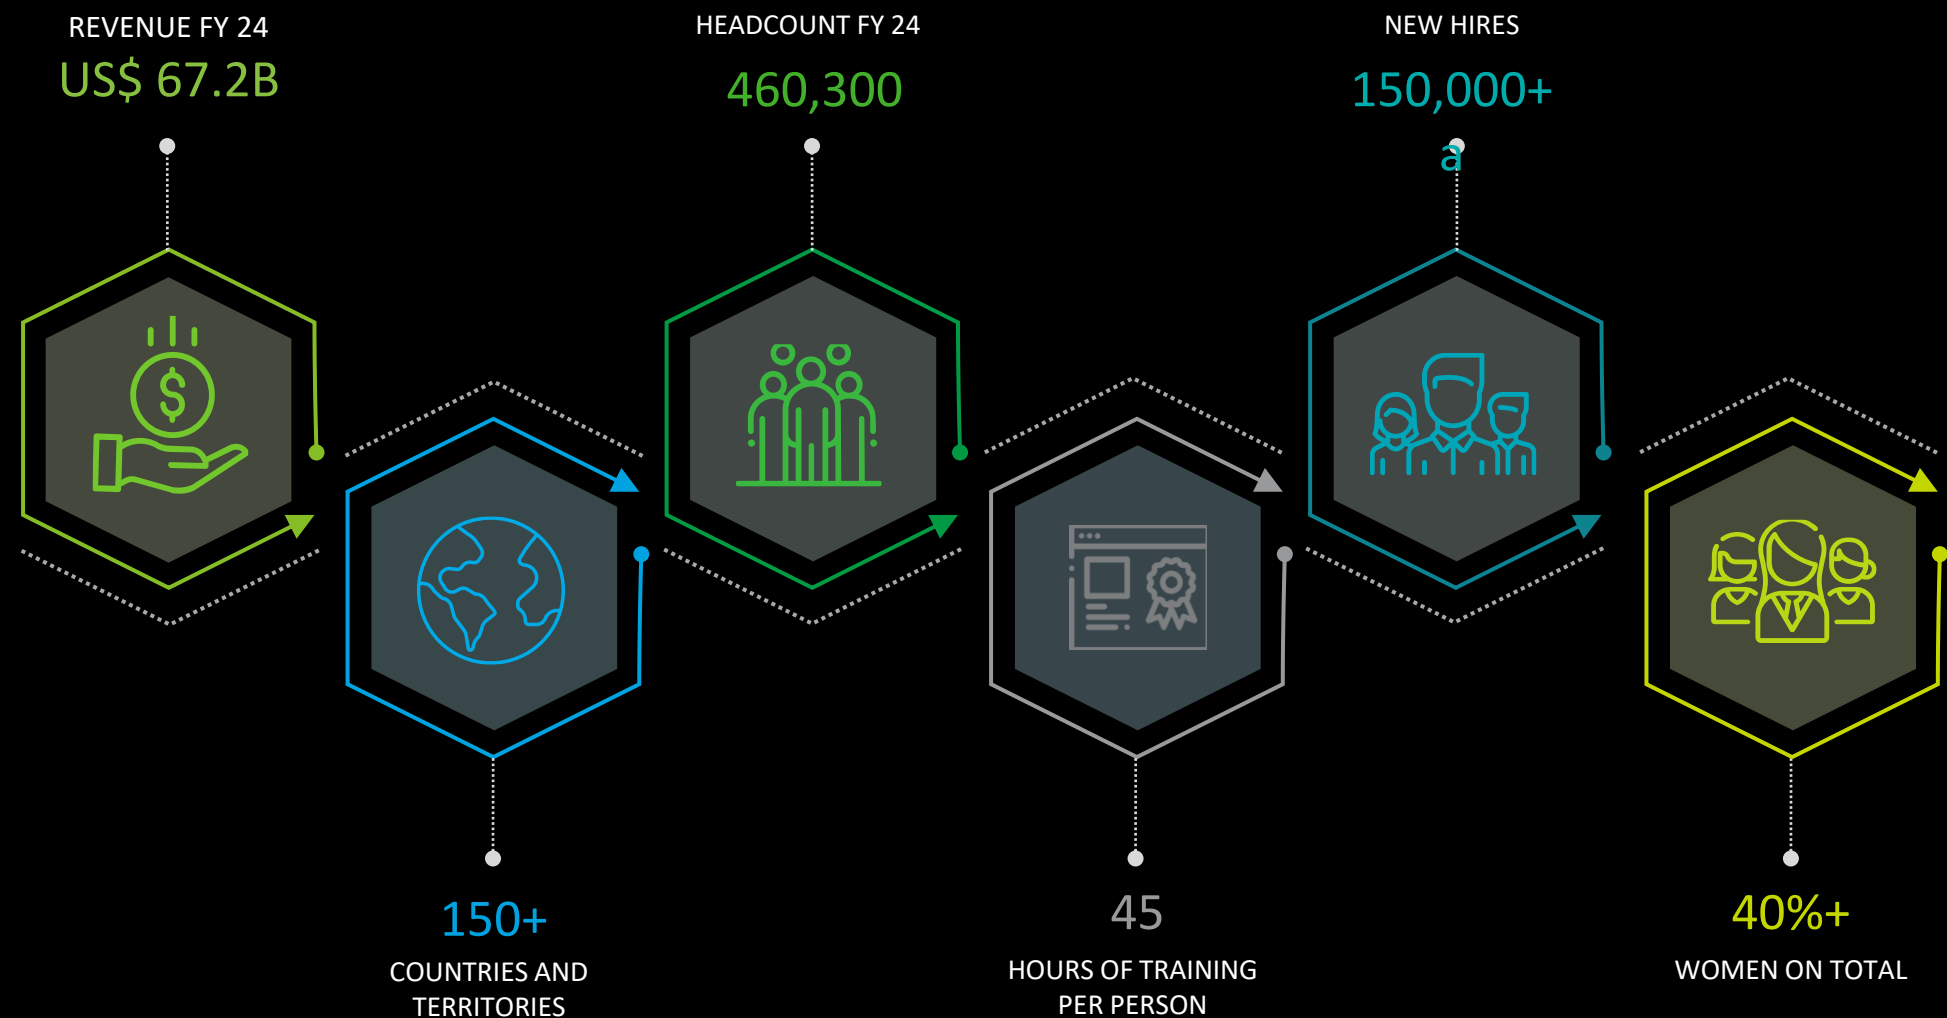 REVENUE FY 24
US$ 67.2B
HEADCOUNT FY 24
460,300
NEW HIRES
150,000+
a
$
150+
COUNTRIES AND
TERRITORIES
45
HOURS OF TRAINING
PER PERSON
40%+
WOMEN ON TOTAL